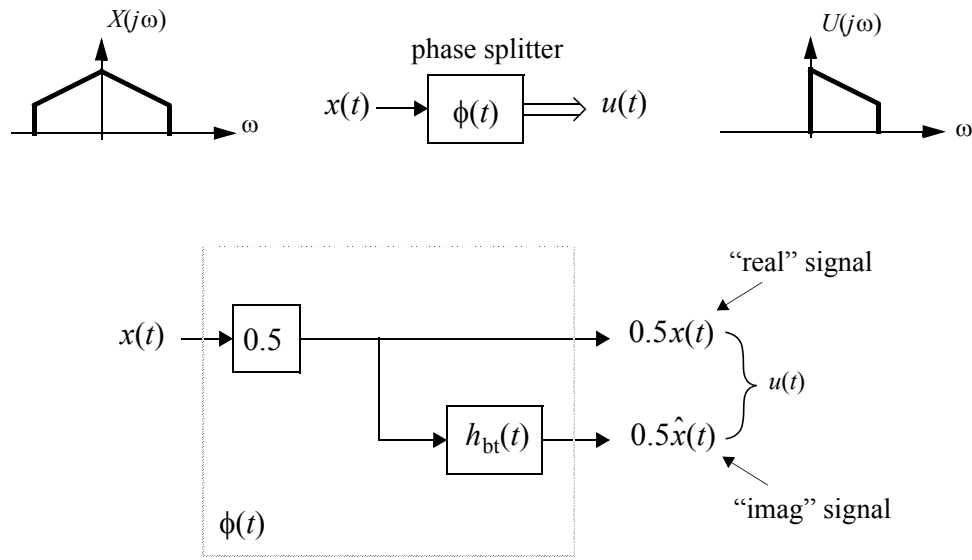 X(jω)
ω
phase splitter
x(t)
ϕ(t)
u(t)
U(jω)
ω
x(t)
0.5
h_bt(t)
ϕ(t)
"real" signal
0.5x(t)
u(t)
0.5x̂(t)
"imag" signal